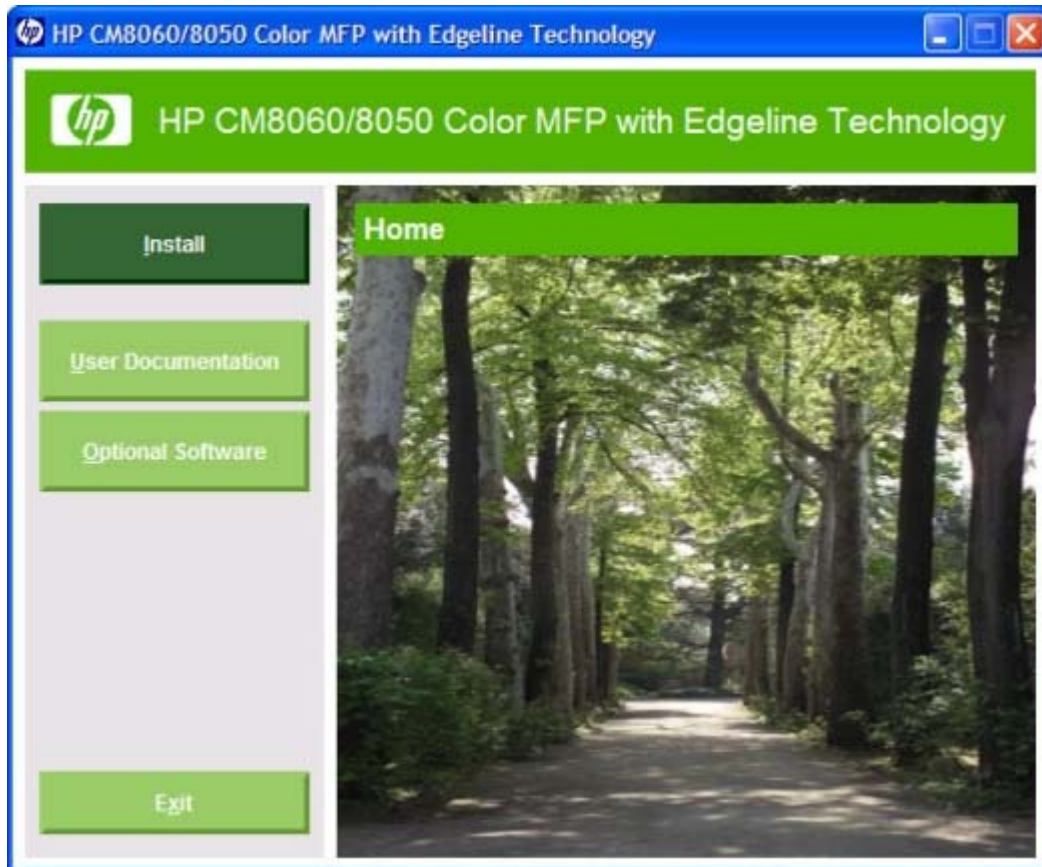 HP CM8060/8050 Color MFP with Edgeline Technology
hp HP CM8060/8050 Color MFP with Edgeline Technology
Install
Home
User Documentation
Optional Software
Exit